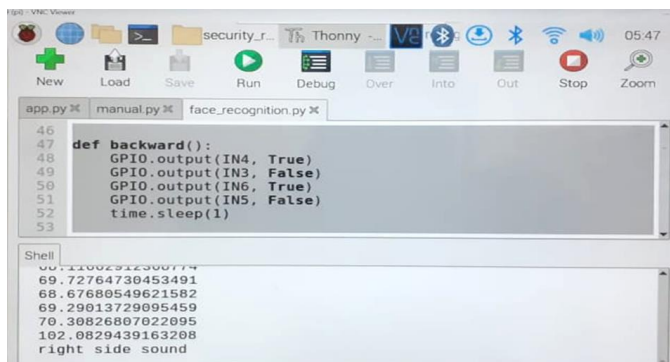 (pi) - VNC Viewer
security_r... Thonny -... 05:47
New Load Save Run Debug Over Into Out Stop Zoom
app.py manual.py face_recognition.py
46
47 def backward():
48 GPIO.output(IN4, True)
49 GPIO.output(IN3, False)
50 GPIO.output(IN6, True)
51 GPIO.output(IN5, False)
52 time.sleep(1)
53
Shell
69.72764730453491
68.67680549621582
69.29013729095459
70.30826807022095
102.0829439163208
right side sound